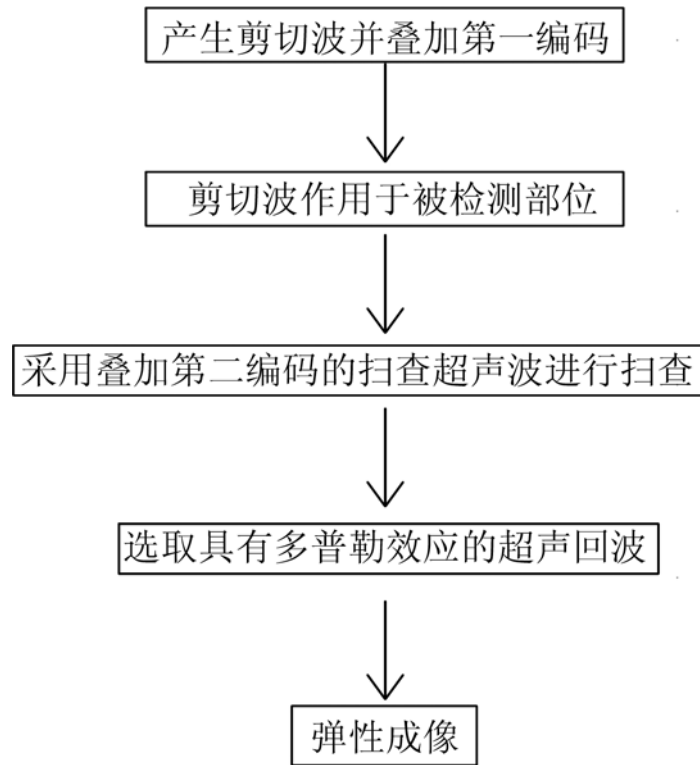 产生剪切波并叠加第一编码
剪切波作用于被检测部位
采用叠加第二编码的扫查超声波进行扫查
选取具有多普勒效应的超声回波
弹性成像